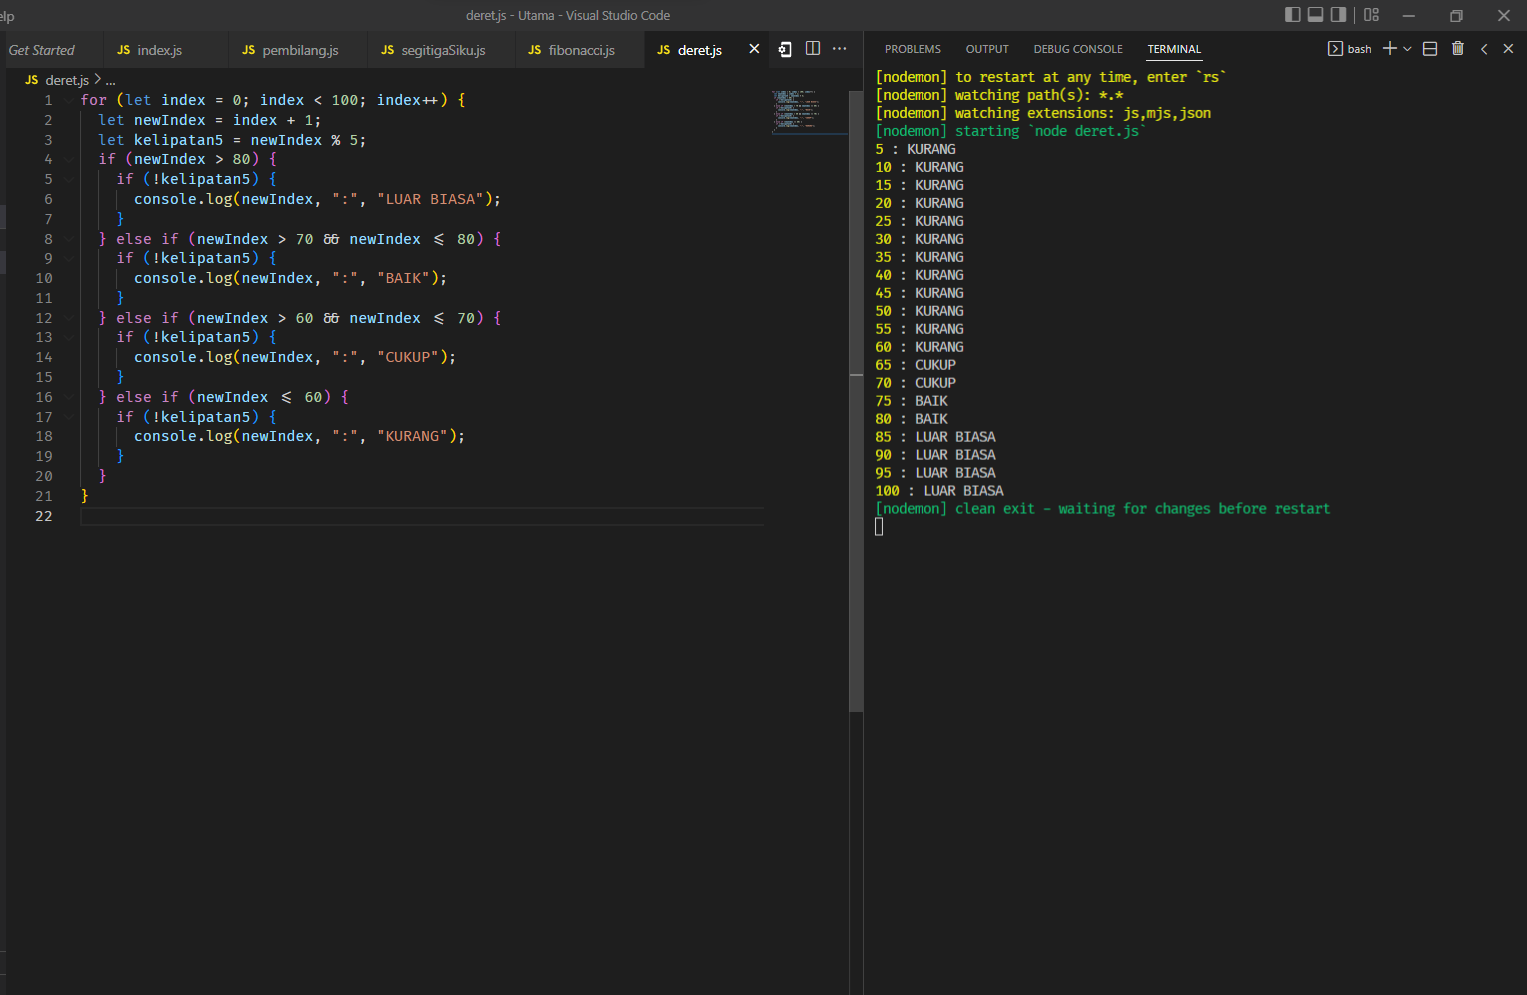 elp
deret.js - Utama - Visual Studio Code
Get Started
JS index.js
JS pembilang.js
JS segitigaSiku.js
JS fibonacci.js
JS deret.js
JS deret.js > ...
1 for (let index = 0; index < 100; index++) {
2 let newIndex = index + 1;
3 let kelipatan5 = newIndex % 5;
4 if (newIndex > 80) {
5 if (!kelipatan5) {
6 console.log(newIndex, ":", "LUAR BIASA");
7 }
8 } else if (newIndex > 70 && newIndex <= 80) {
9 if (!kelipatan5) {
10 console.log(newIndex, ":", "BAIK");
11 }
12 } else if (newIndex > 60 && newIndex <= 70) {
13 if (!kelipatan5) {
14 console.log(newIndex, ":", "CUKUP");
15 }
16 } else if (newIndex <= 60) {
17 if (!kelipatan5) {
18 console.log(newIndex, ":", "KURANG");
19 }
20 }
21 }
22
PROBLEMS OUTPUT DEBUG CONSOLE TERMINAL
bash
[nodemon] to restart at any time, enter `rs`
[nodemon] watching path(s): *.*
[nodemon] watching extensions: js,mjs,json
[nodemon] starting `node deret.js`
5 : KURANG
10 : KURANG
15 : KURANG
20 : KURANG
25 : KURANG
30 : KURANG
35 : KURANG
40 : KURANG
45 : KURANG
50 : KURANG
55 : KURANG
60 : KURANG
65 : CUKUP
70 : CUKUP
75 : BAIK
80 : BAIK
85 : LUAR BIASA
90 : LUAR BIASA
95 : LUAR BIASA
100 : LUAR BIASA
[nodemon] clean exit - waiting for changes before restart